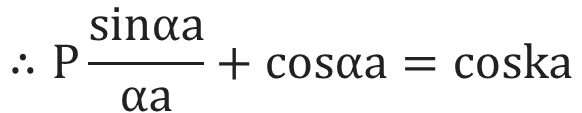 ∴ P sinαa/αa + cosαa = coska